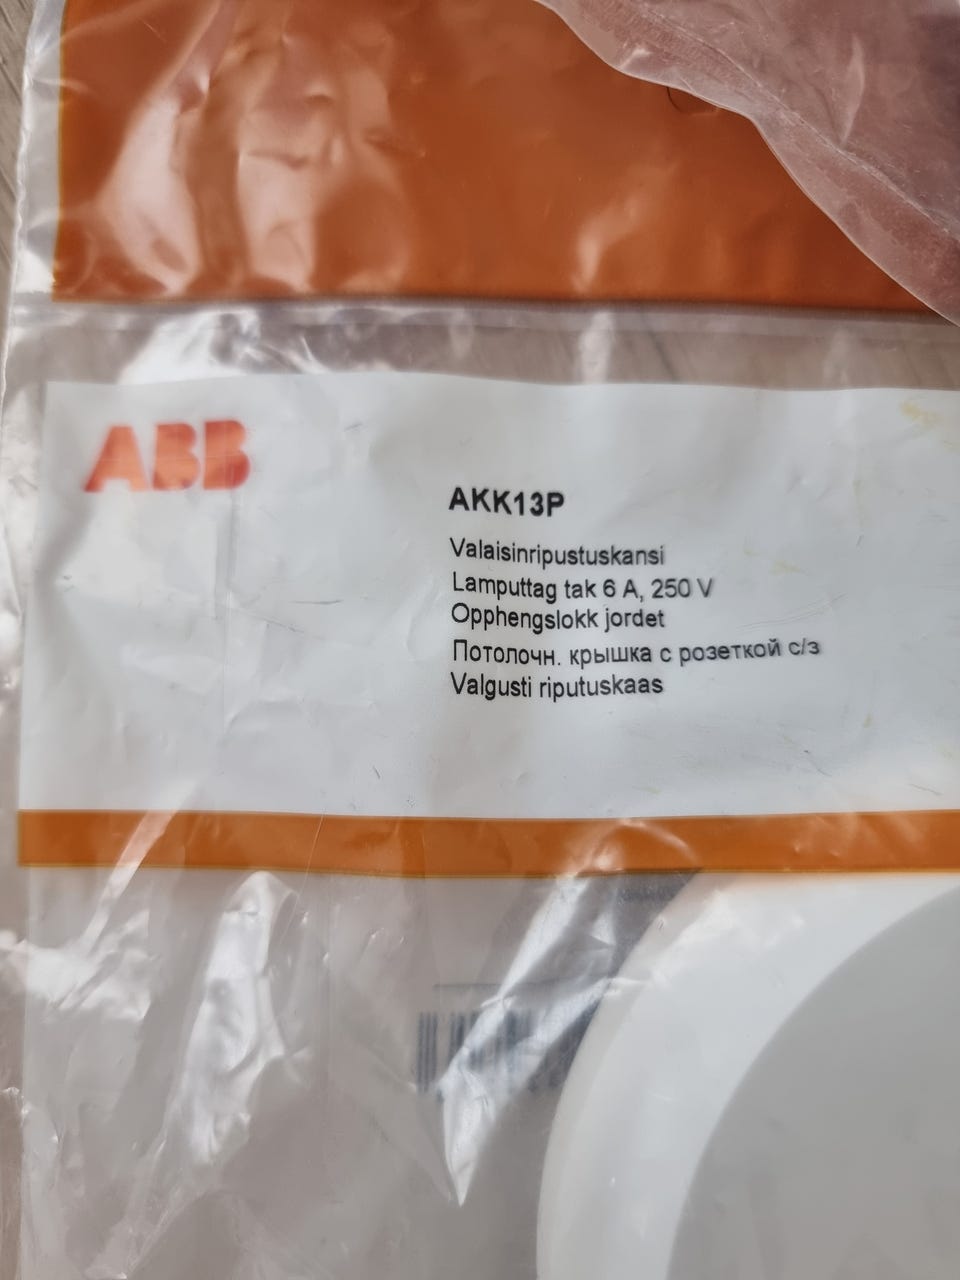 ABB
AKK13P
Valaisinripustuskansi
Lamputtag tak 6 A, 250 V
Opphengslokk jordet
Потолочн. крышка с розеткой с/з
Valgusti riputuskaas